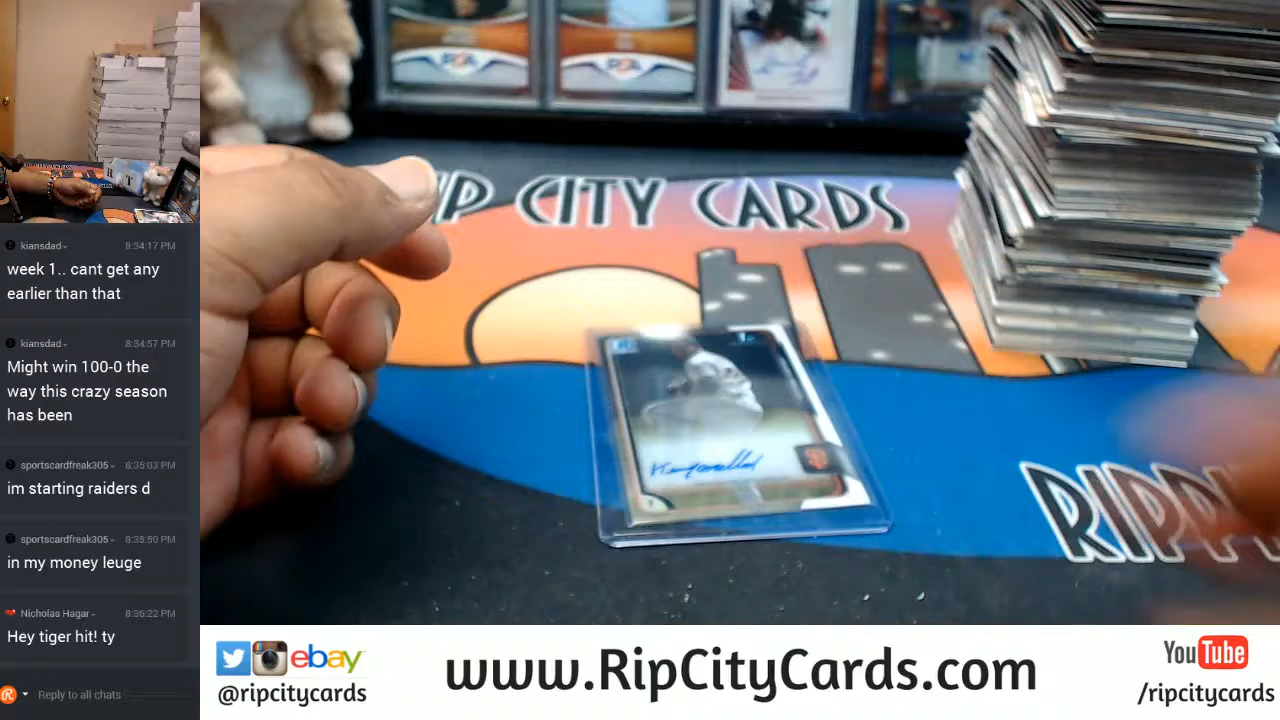 kiansdad 8:34:17 PM
week 1.. cant get any
earlier than that
kiansdad 8:34:57 PM
Might win 100-0 the
way this crazy season
has been
sportscardfreak305 8:35:03 PM
im starting raiders d
sportscardfreak305 8:35:50 PM
in my money leuge
Nicholas Hagar 8:36:22 PM
Hey tiger hit! ty
Reply to all chats
RIP CITY CARDS
ebay
@ripcitycards
www.RipCityCards.com
YouTube
/ripcitycards